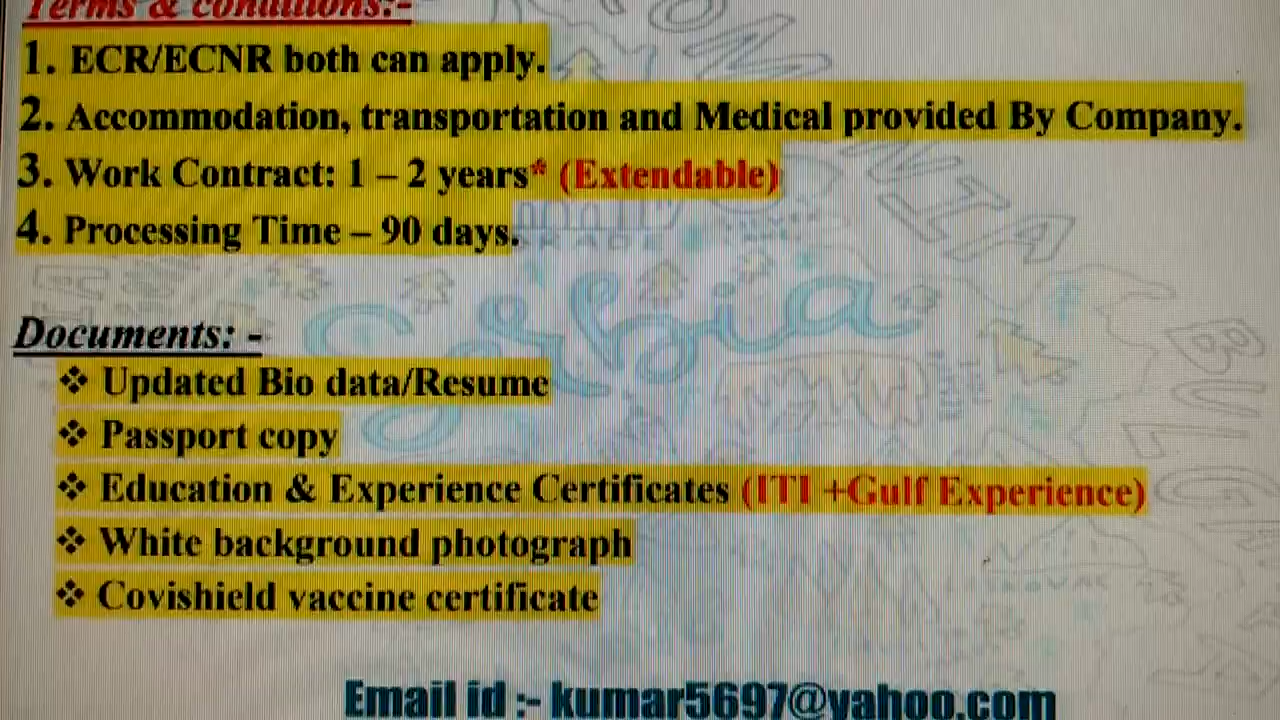 Terms & conditions:-
1. ECR/ECNR both can apply.
2. Accommodation, transportation and Medical provided By Company.
3. Work Contract: 1 – 2 years* (Extendable)
4. Processing Time – 90 days.
Serbia
Documents: -
❖ Updated Bio data/Resume
❖ Passport copy
❖ Education & Experience Certificates (ITI +Gulf Experience)
❖ White background photograph
❖ Covishield vaccine certificate
Email id :- kumar5697@yahoo.com